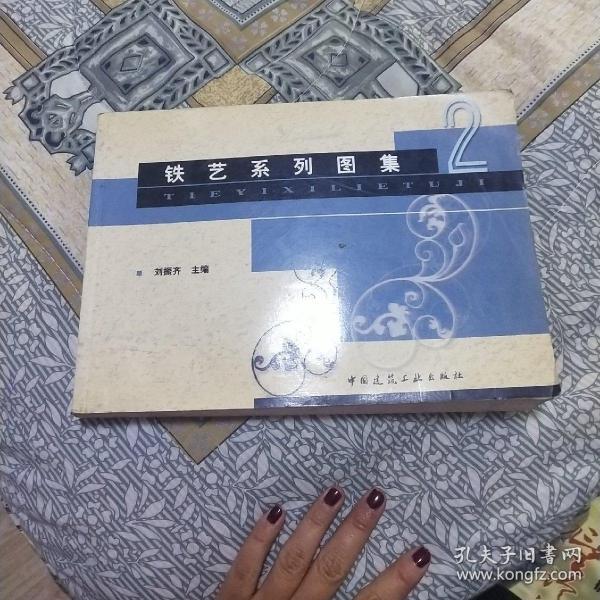 铁艺系列图集
2
TIEYIXILIETUJI
刘振齐 主编
中国建筑工业出版社
孔夫子旧书网
www.kongfz.com